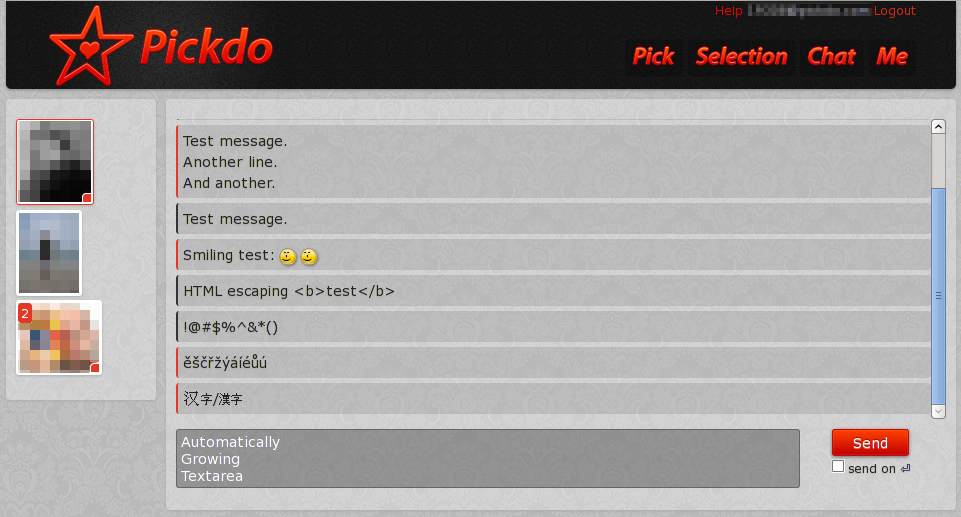 Help Logout
Pickdo
Pick Selection Chat Me
2
Test message.
Another line.
And another.
Test message.
Smiling test:
HTML escaping <b>test</b>
!@#$%^&*()
ěščřžýáíéůú
汉字/漢字
Automatically
Growing
Textarea
Send
send on ⏎